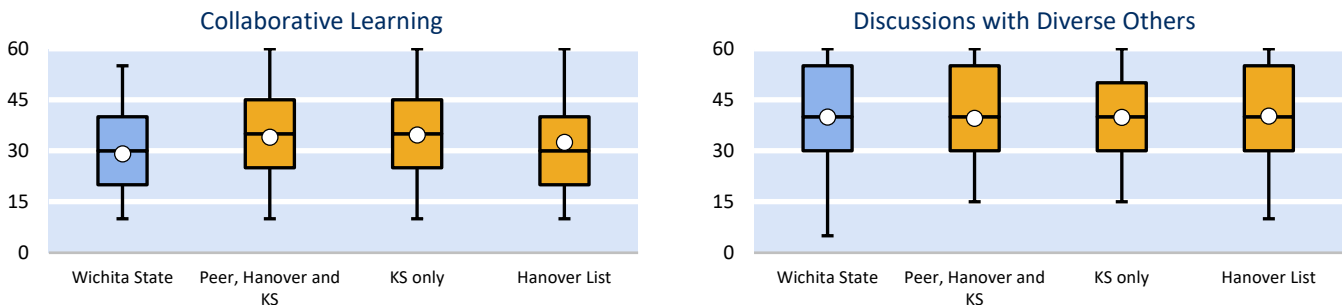 Collaborative Learning
60
45
30
15
0
Wichita State
Peer, Hanover and
KS
KS only
Hanover List
Discussions with Diverse Others
60
45
30
15
0
Wichita State
Peer, Hanover and
KS
KS only
Hanover List